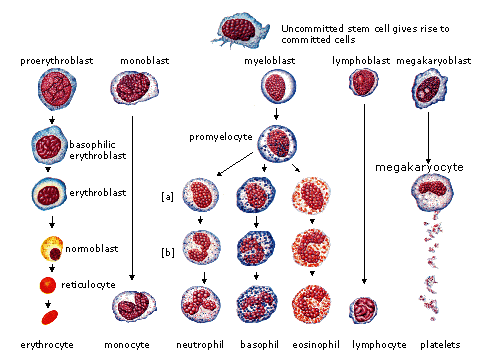 Uncommitted stem cell gives rise to
committed cells
proerythroblast monoblast myeloblast lymphoblast megakaryoblast
basophilic
erythroblast
promyelocyte
megakaryocyte
erythroblast
[a]
normoblast
[b]
reticulocyte
erythrocyte monocyte neutrophil basophil eosinophil lymphocyte platelets